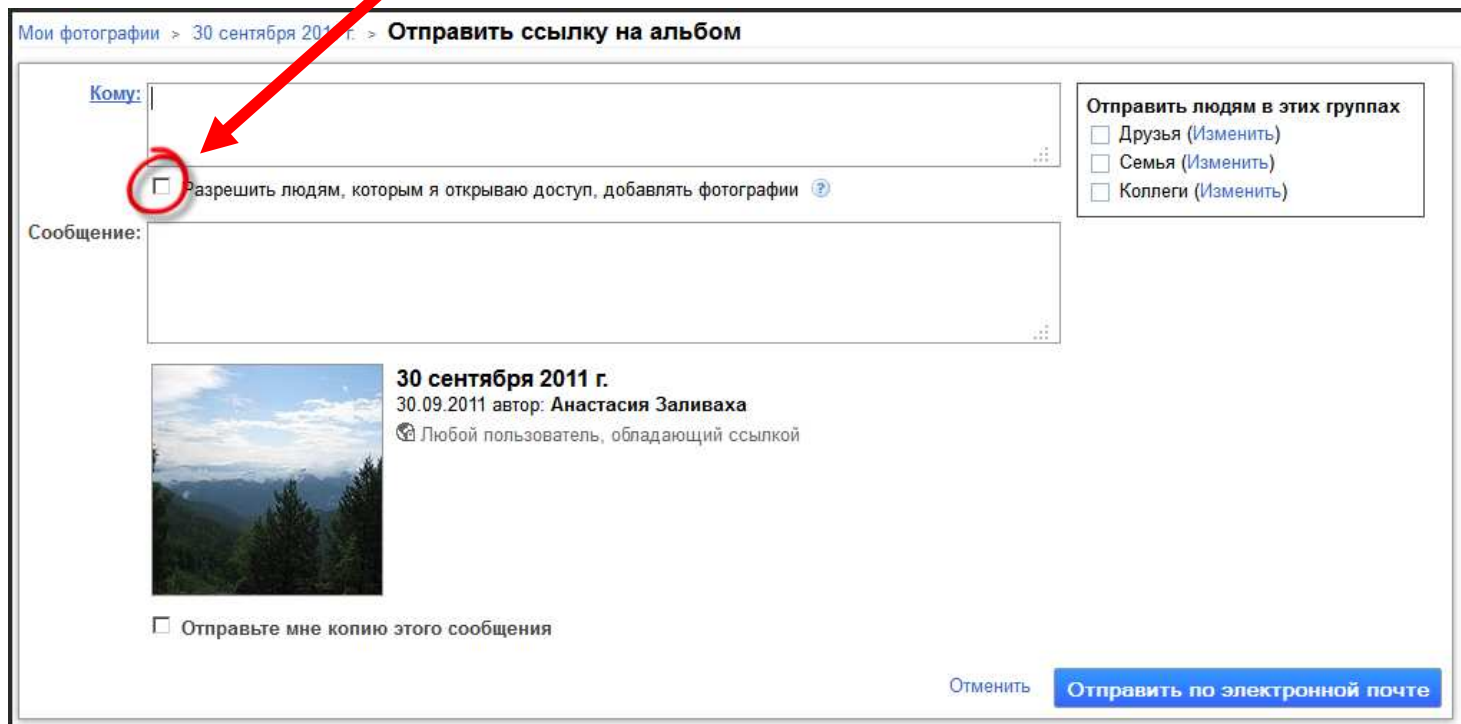 Мои фотографии > 30 сентября 2011 г. > Отправить ссылку на альбом
Кому:
Отправить людям в этих группах
Друзья (Изменить)
Семья (Изменить)
Коллеги (Изменить)
Разрешить людям, которым я открываю доступ, добавлять фотографии ?
Сообщение:
30 сентября 2011 г.
30.09.2011 автор: Анастасия Заливаха
Любой пользователь, обладающий ссылкой
Отправьте мне копию этого сообщения
Отменить
Отправить по электронной почте